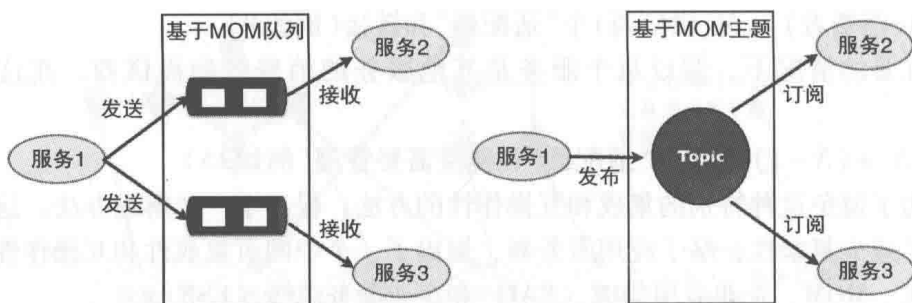 基于MOM队列
服务2
发送
接收
服务1
发送
接收
服务3
基于MOM主题
服务2
订阅
服务1
发布
Topic
订阅
服务3